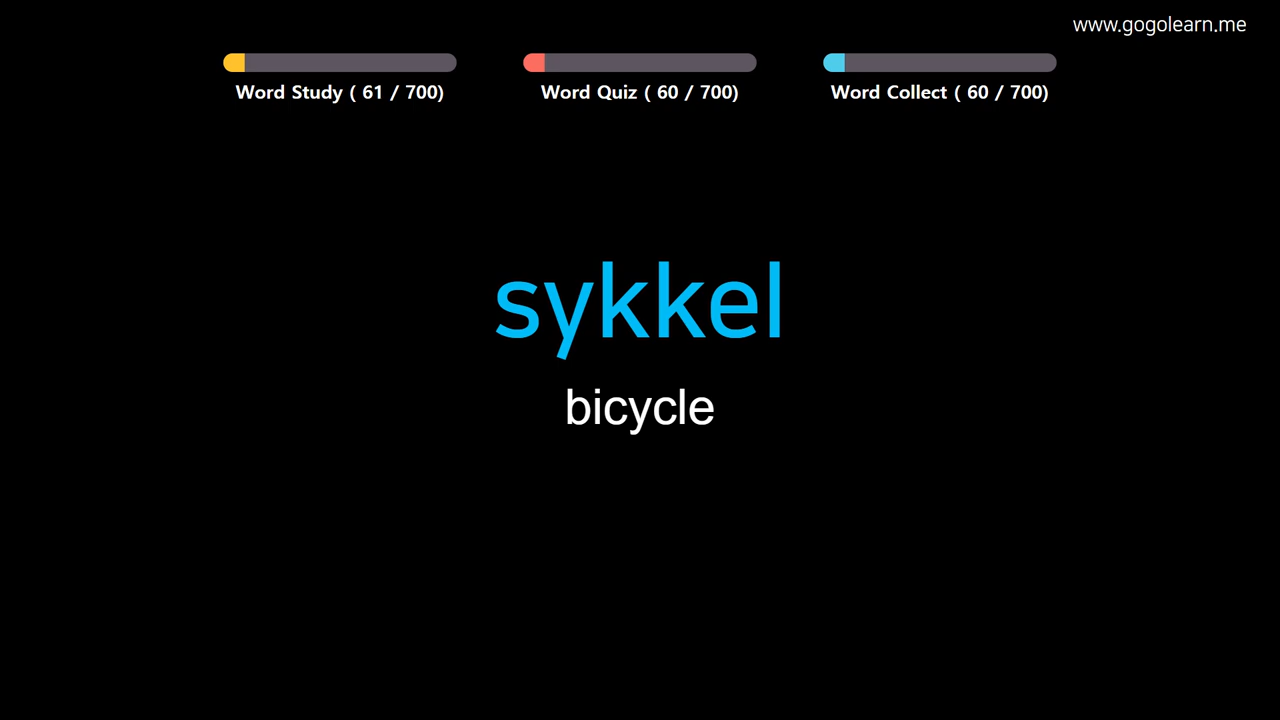 www.gogolearn.me
Word Study ( 61 / 700)
Word Quiz ( 60 / 700)
Word Collect ( 60 / 700)
sykkel
bicycle